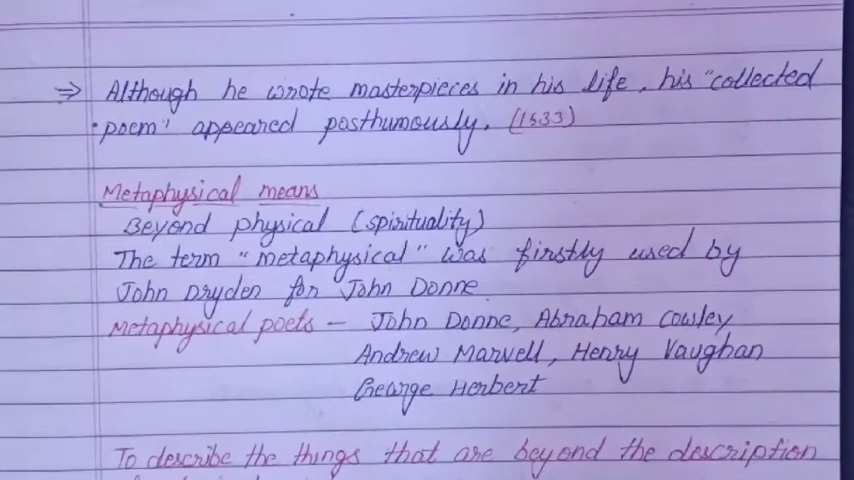 ⇒ Although he wrote masterpieces in his life, his "collected
poem" appeared posthumously. (1533)
Metaphysical means
Beyond physical (spirituality)
The term "metaphysical" was firstly used by
John Dryden for John Donne
Metaphysical poets – John Donne, Abraham Cowley
Andrew Marvell, Henry Vaughan
George Herbert
To describe the things that are beyond the description